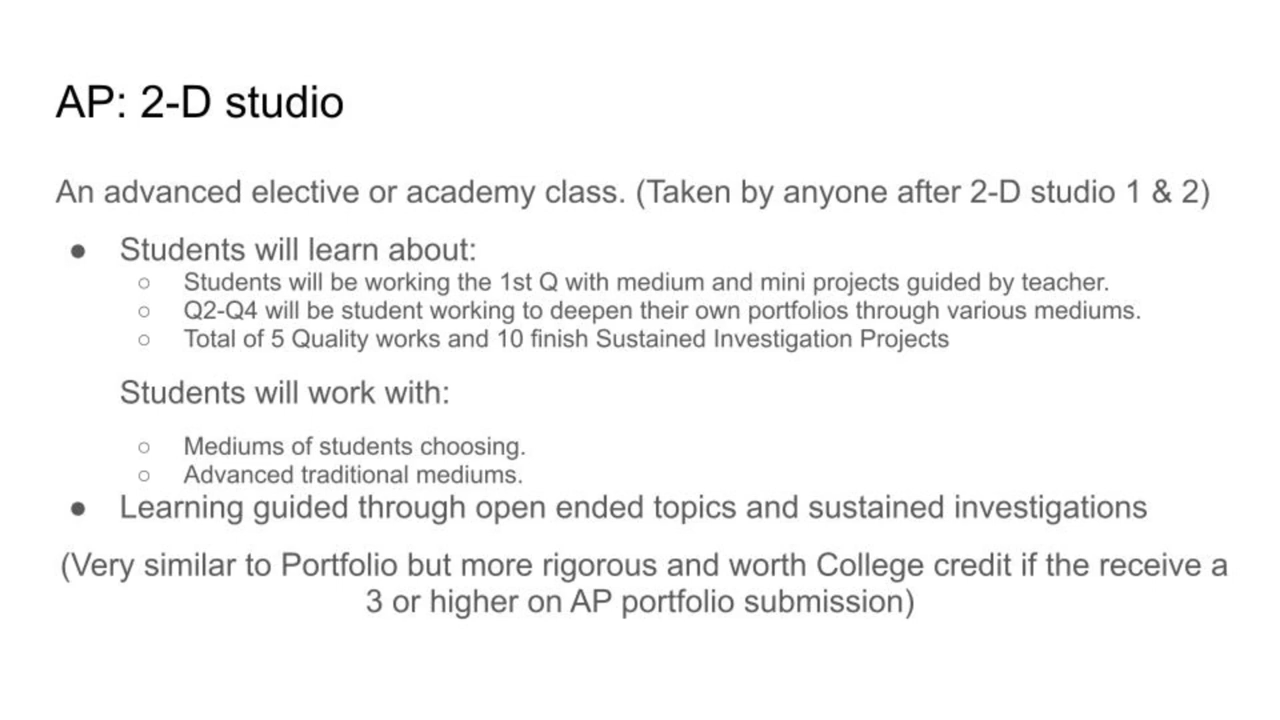 AP: 2-D studio
An advanced elective or academy class. (Taken by anyone after 2-D studio 1 & 2)
● Students will learn about:
○ Students will be working the 1st Q with medium and mini projects guided by teacher.
○ Q2-Q4 will be student working to deepen their own portfolios through various mediums.
○ Total of 5 Quality works and 10 finish Sustained Investigation Projects
Students will work with:
○ Mediums of students choosing.
○ Advanced traditional mediums.
● Learning guided through open ended topics and sustained investigations
(Very similar to Portfolio but more rigorous and worth College credit if the receive a
3 or higher on AP portfolio submission)